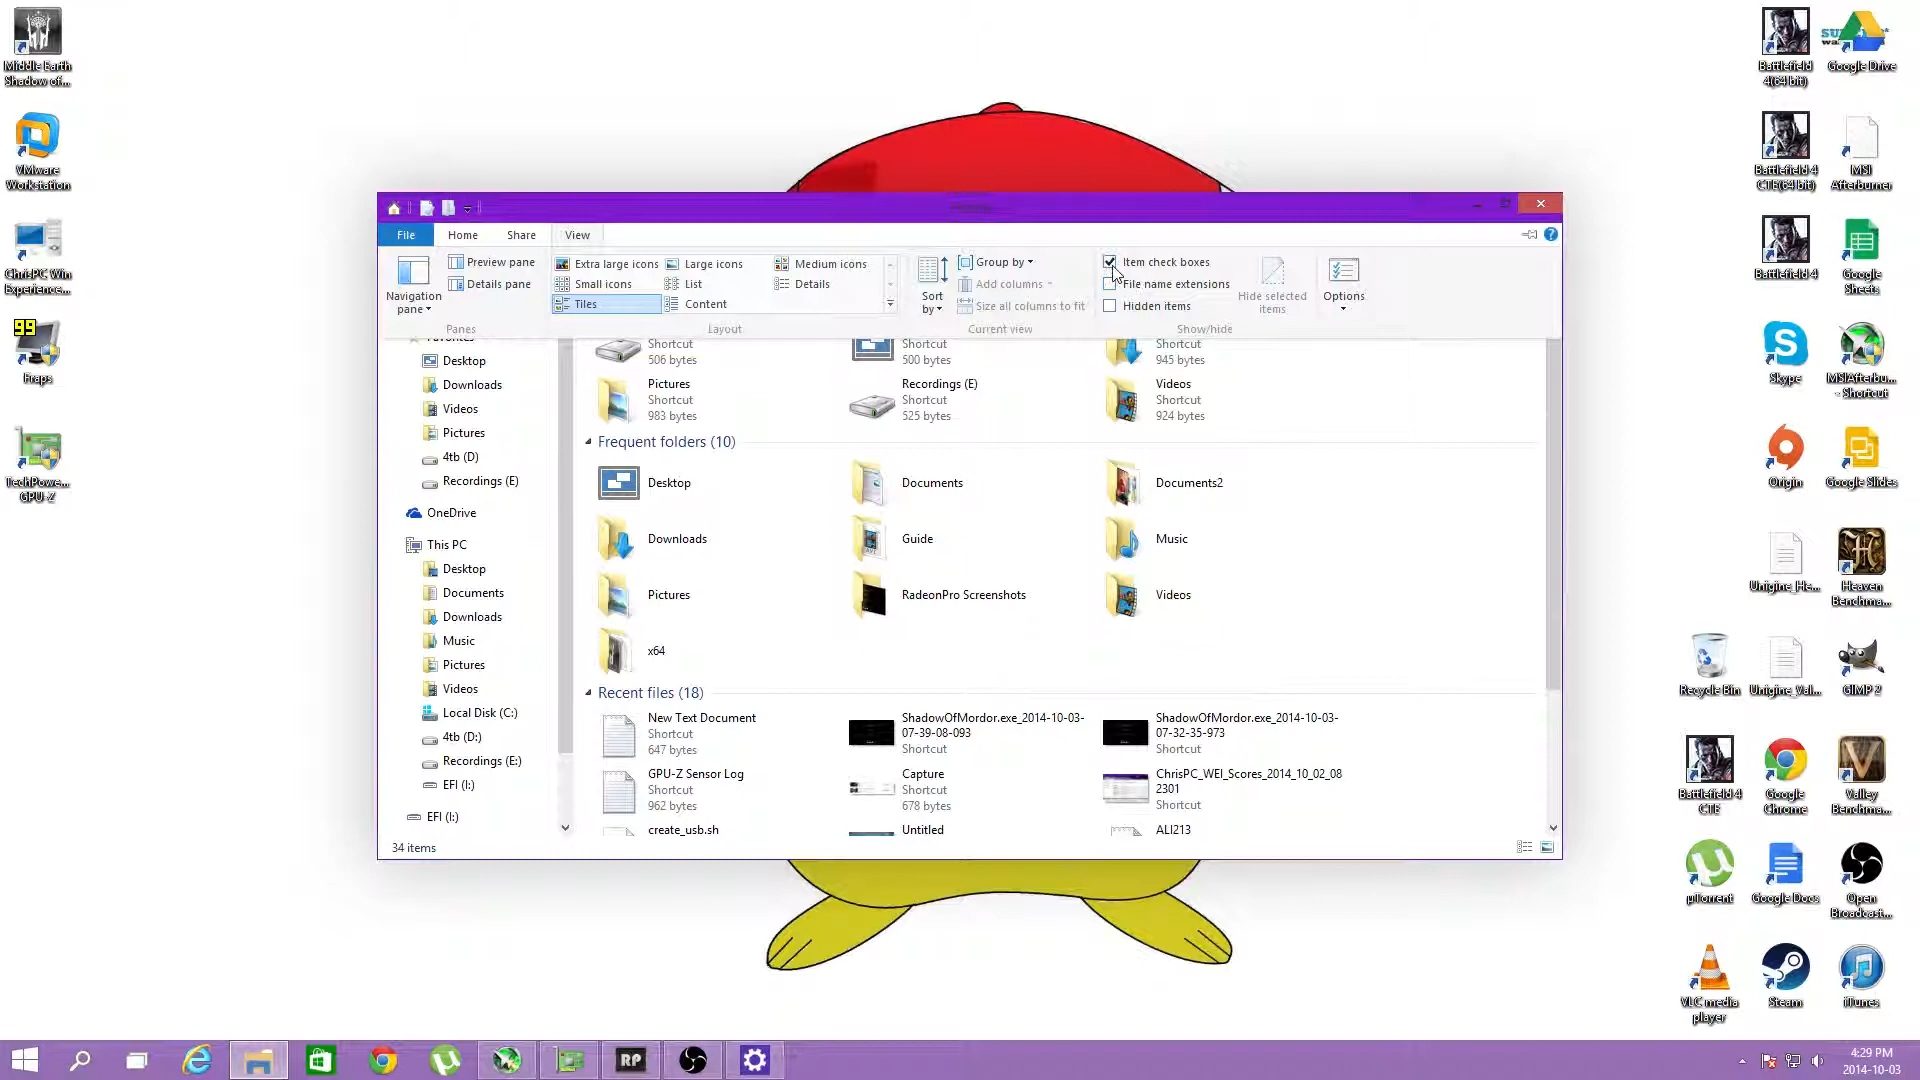 Middle Earth
Shadow of...
VMware
Workstation
ChrisPC Win
Experience...
99
Fraps
TechPowe...
GPU-Z
File
Home
Share
View
Navigation
pane
Preview pane
Details pane
Panes
Extra large icons
Large icons
Medium icons
Small icons
List
Details
Tiles
Content
Layout
Sort
by
Group by
Add columns
Size all columns to fit
Current view
Item check boxes
File name extensions
Hidden items
Hide selected
items
Show/hide
Options
Favorites
Desktop
Downloads
Videos
Pictures
4tb (D)
Recordings (E)
OneDrive
This PC
Desktop
Documents
Downloads
Music
Pictures
Videos
Local Disk (C:)
4tb (D:)
Recordings (E:)
EFI (I:)
EFI (I:)
Shortcut
506 bytes
Shortcut
500 bytes
Shortcut
945 bytes
Pictures
Shortcut
983 bytes
Recordings (E)
Shortcut
525 bytes
Videos
Shortcut
924 bytes
Frequent folders (10)
Desktop
Documents
Documents2
Downloads
Guide
Music
Pictures
RadeonPro Screenshots
Videos
x64
Recent files (18)
New Text Document
Shortcut
647 bytes
ShadowOfMordor.exe_2014-10-03-
07-39-08-093
Shortcut
ShadowOfMordor.exe_2014-10-03-
07-32-35-973
Shortcut
GPU-Z Sensor Log
Shortcut
962 bytes
Capture
Shortcut
678 bytes
ChrisPC_WEI_Scores_2014_10_02_08
2301
Shortcut
create_usb.sh
Untitled
ALI213
34 items
Battlefield
4(64 bit)
Google Drive
Battlefield 4
CTE(64 bit)
MSI
Afterburner
Battlefield 4
Google
Sheets
Skype
MSIAfterbu...
- Shortcut
Origin
Google Slides
Unigine_He...
Heaven
Benchma...
Recycle Bin
Unigine_Val...
GIMP 2
Battlefield 4
CTE
Google
Chrome
Valley
Benchma...
µTorrent
Google Docs
Open
Broadcast...
VLC media
player
Steam
iTunes
RP
4:29 PM
2014-10-03